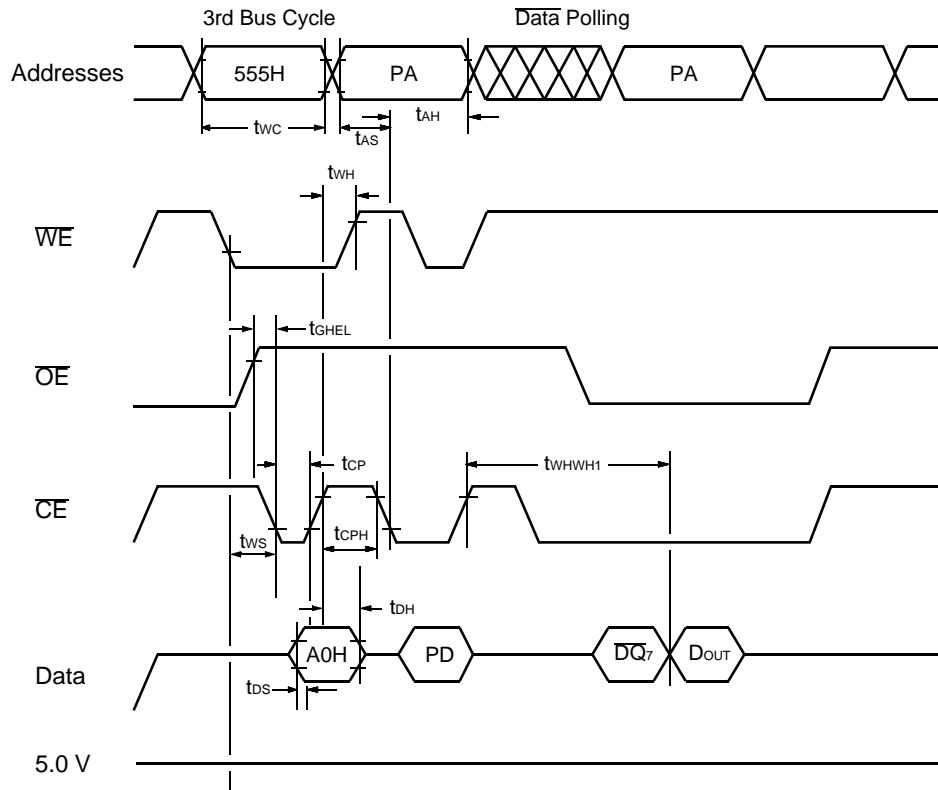 3rd Bus Cycle
Data Polling
Addresses
555H
PA
PA
tWC
tAS
tAH
tWH
WE
tGHEL
OE
tCP
tWHWH1
CE
tWS
tCPH
tDH
Data
A0H
PD
DQ7
DOUT
tDS
5.0 V